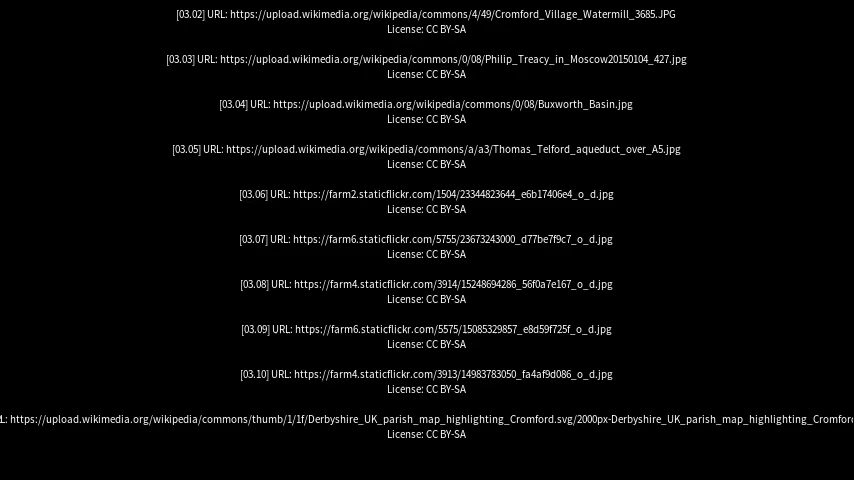 [03.02] URL: https://upload.wikimedia.org/wikipedia/commons/4/49/Cromford_Village_Watermill_3685.JPG
License: CC BY-SA
[03.03] URL: https://upload.wikimedia.org/wikipedia/commons/0/08/Philip_Treacy_in_Moscow20150104_427.jpg
License: CC BY-SA
[03.04] URL: https://upload.wikimedia.org/wikipedia/commons/0/08/Buxworth_Basin.jpg
License: CC BY-SA
[03.05] URL: https://upload.wikimedia.org/wikipedia/commons/a/a3/Thomas_Telford_aqueduct_over_A5.jpg
License: CC BY-SA
[03.06] URL: https://farm2.staticflickr.com/1504/23344823644_e6b17406e4_o_d.jpg
License: CC BY-SA
[03.07] URL: https://farm6.staticflickr.com/5755/23673243000_d77be7f9c7_o_d.jpg
License: CC BY-SA
[03.08] URL: https://farm4.staticflickr.com/3914/15248694286_56f0a7e167_o_d.jpg
License: CC BY-SA
[03.09] URL: https://farm6.staticflickr.com/5575/15085329857_e8d59f725f_o_d.jpg
License: CC BY-SA
[03.10] URL: https://farm4.staticflickr.com/3913/14983783050_fa4af9d086_o_d.jpg
License: CC BY-SA
L: https://upload.wikimedia.org/wikipedia/commons/thumb/1/1f/Derbyshire_UK_parish_map_highlighting_Cromford.svg/2000px-Derbyshire_UK_parish_map_highlighting_Cromford
License: CC BY-SA